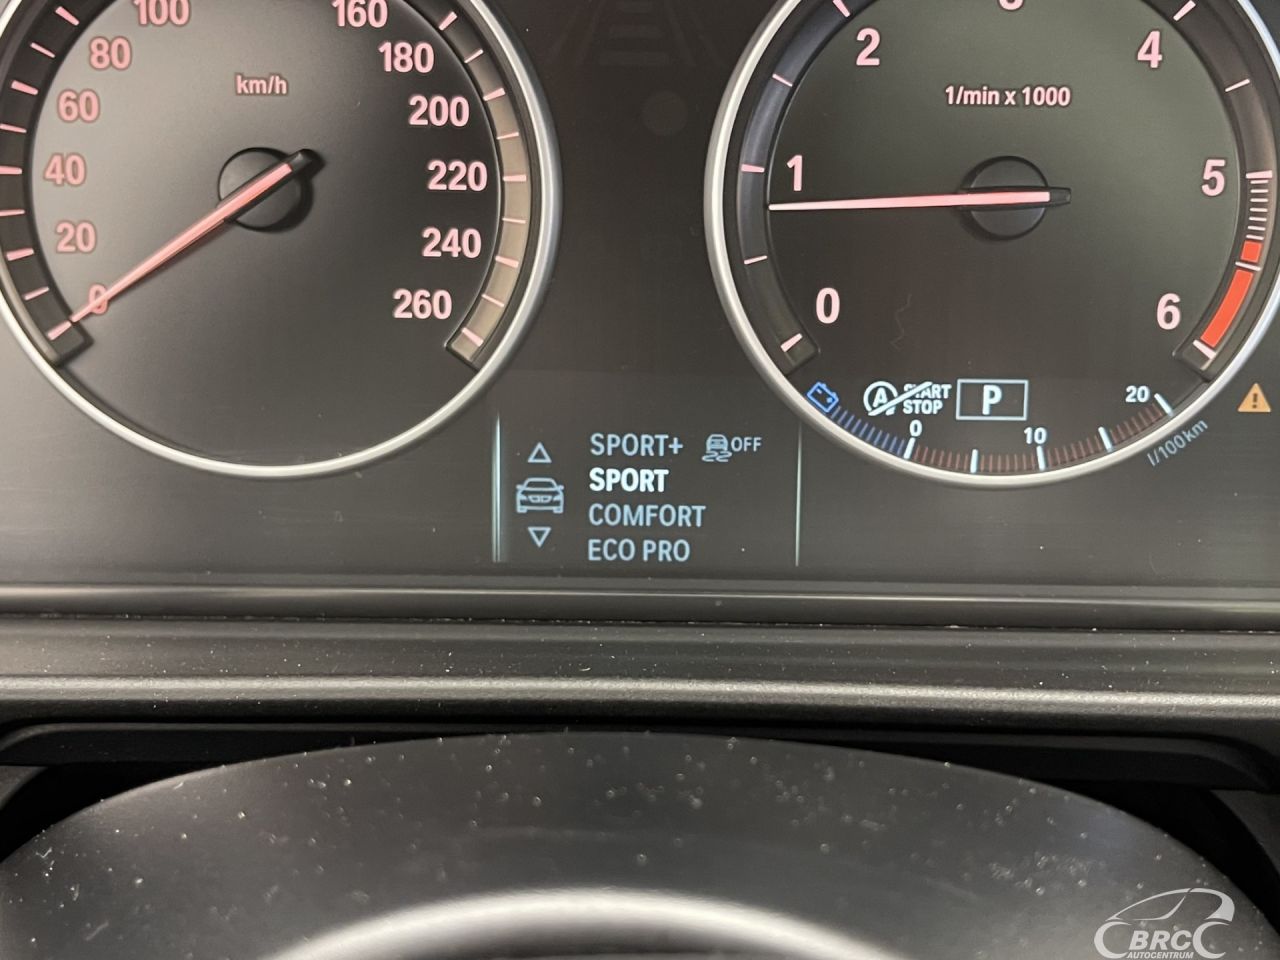 100
80
60
40
20
0
km/h
160
180
200
220
240
260
2
3
4
1/min x 1000
1
5
0
6
A START
STOP
P
0
10
20
l/100km
SPORT+ OFF
SPORT
COMFORT
ECO PRO
BRC
AUTOCENTRUM